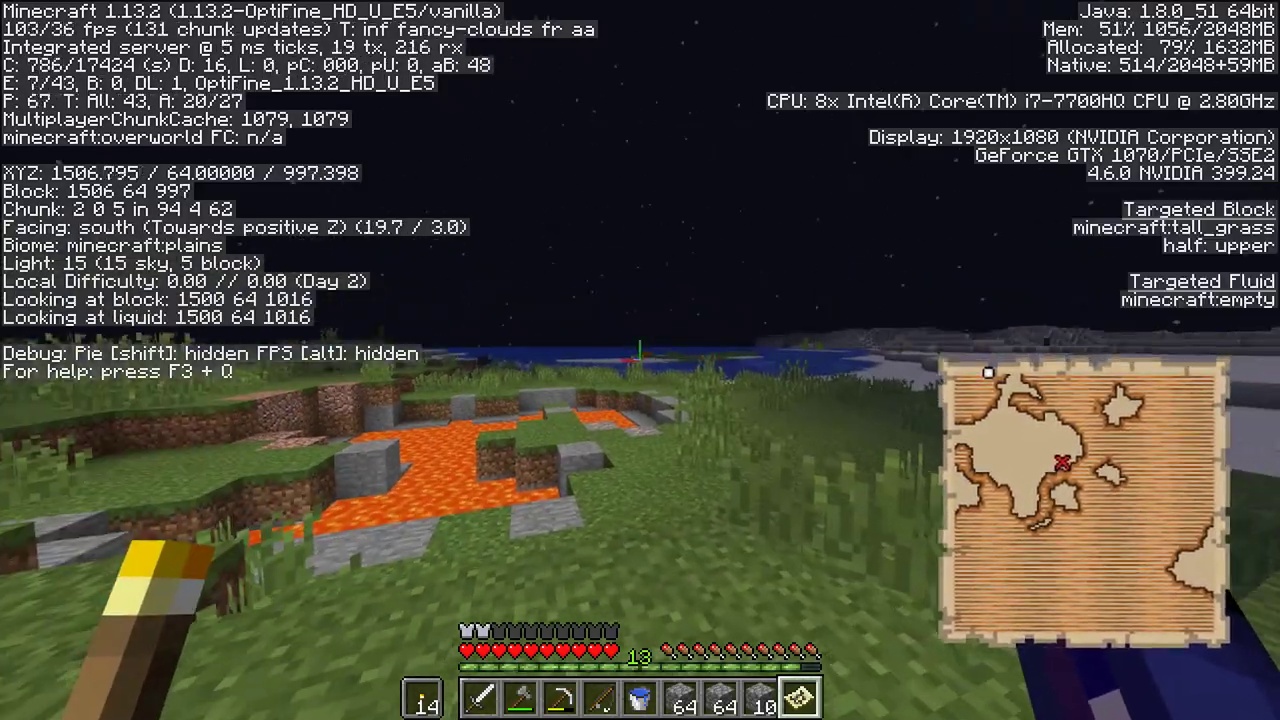 Minecraft 1.13.2 (1.13.2-OptiFine_HD_U_E5/vanilla)
103/36 fps (131 chunk updates) T: inf fancy-clouds fr aa
Integrated server @ 5 ms ticks, 19 tx, 216 rx
C: 786/17424 (s) D: 16, L: 0, pC: 000, pU: 0, aB: 48
E: 7/43, B: 0, DL: 1, OptiFine_1.13.2_HD_U_E5
P: 67. T: All: 43, A: 20/27
MultiplayerChunkCache: 1079, 1079
minecraft:overworld FC: n/a
XYZ: 1506.795 / 64.00000 / 997.398
Block: 1506 64 997
Chunk: 2 0 5 in 94 4 62
Facing: south (Towards positive Z) (19.7 / 3.0)
Biome: minecraft:plains
Light: 15 (15 sky, 5 block)
Local Difficulty: 0.00 // 0.00 (Day 2)
Looking at block: 1500 64 1016
Looking at liquid: 1500 64 1016
Debug: Pie [shift]: hidden FPS [alt]: hidden
For help: press F3 + Q
Java: 1.8.0_51 64bit
Mem: 51% 1056/2048MB
Allocated: 79% 1632MB
Native: 514/2048+59MB
CPU: 8x Intel(R) Core(TM) i7-7700HQ CPU @ 2.80GHz
Display: 1920x1080 (NVIDIA Corporation)
GeForce GTX 1070/PCIe/SSE2
4.6.0 NVIDIA 399.24
Targeted Block
minecraft:tall_grass
half: upper
Targeted Fluid
minecraft:empty
18
14
64
64
10